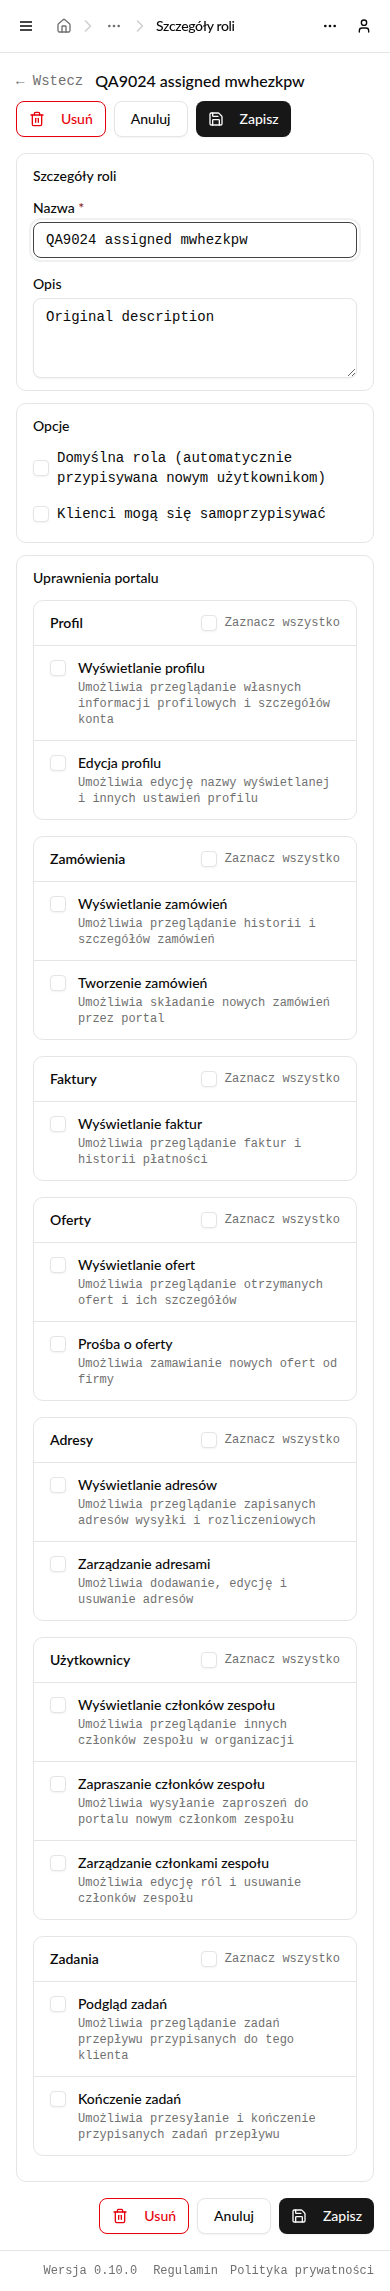 Szczegóły roli
← Wstecz QA9024 assigned mwhezkpw
Usuń Anuluj Zapisz
Szczegóły roli
Nazwa *
QA9024 assigned mwhezkpw
Opis
Original description
Opcje
Domyślna rola (automatycznie
przypisywana nowym użytkownikom)
Klienci mogą się samoprzypisywać
Uprawnienia portalu
Profil Zaznacz wszystko
Wyświetlanie profilu
Umożliwia przeglądanie własnych
informacji profilowych i szczegółów
konta
Edycja profilu
Umożliwia edycję nazwy wyświetlanej
i innych ustawień profilu
Zamówienia Zaznacz wszystko
Wyświetlanie zamówień
Umożliwia przeglądanie historii i
szczegółów zamówień
Tworzenie zamówień
Umożliwia składanie nowych zamówień
przez portal
Faktury Zaznacz wszystko
Wyświetlanie faktur
Umożliwia przeglądanie faktur i
historii płatności
Oferty Zaznacz wszystko
Wyświetlanie ofert
Umożliwia przeglądanie otrzymanych
ofert i ich szczegółów
Prośba o oferty
Umożliwia zamawianie nowych ofert od
firmy
Adresy Zaznacz wszystko
Wyświetlanie adresów
Umożliwia przeglądanie zapisanych
adresów wysyłki i rozliczeniowych
Zarządzanie adresami
Umożliwia dodawanie, edycję i
usuwanie adresów
Użytkownicy Zaznacz wszystko
Wyświetlanie członków zespołu
Umożliwia przeglądanie innych
członków zespołu w organizacji
Zapraszanie członków zespołu
Umożliwia wysyłanie zaproszeń do
portalu nowym członkom zespołu
Zarządzanie członkami zespołu
Umożliwia edycję ról i usuwanie
członków zespołu
Zadania Zaznacz wszystko
Podgląd zadań
Umożliwia przeglądanie zadań
przepływu przypisanych do tego
klienta
Kończenie zadań
Umożliwia przesyłanie i kończenie
przypisanych zadań przepływu
Usuń Anuluj Zapisz
Wersja 0.10.0 Regulamin Polityka prywatności